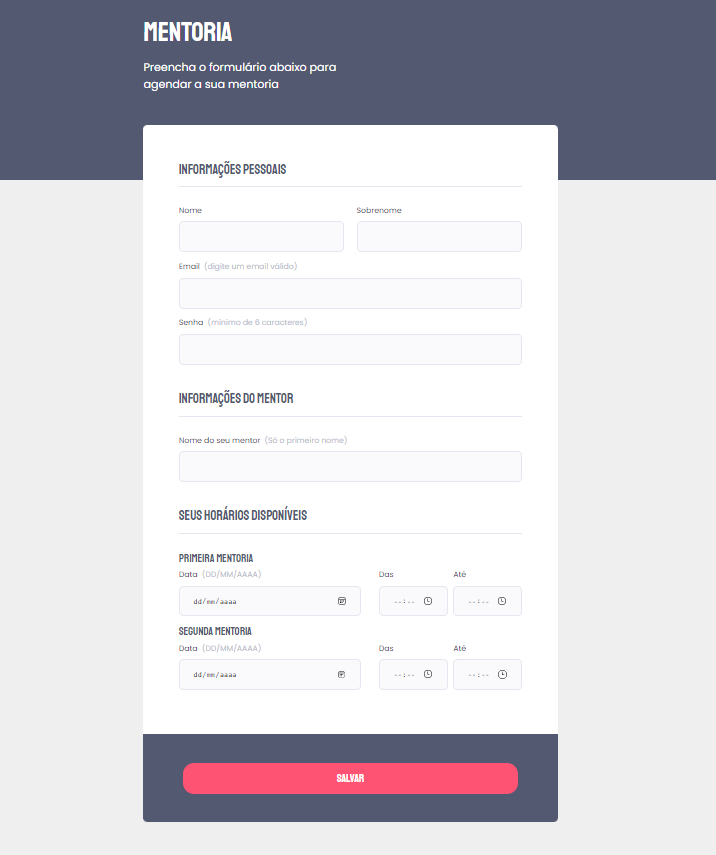 MENTORIA
Preencha o formulário abaixo para
agendar a sua mentoria
INFORMAÇÕES PESSOAIS
Nome Sobrenome
Email (digite um email válido)
Senha (mínimo de 6 caracteres)
INFORMAÇÕES DO MENTOR
Nome do seu mentor (Só o primeiro nome)
SEUS HORÁRIOS DISPONÍVEIS
PRIMEIRA MENTORIA
Data (DD/MM/AAAA) Das Até
dd/mm/aaaa --:-- --:--
SEGUNDA MENTORIA
Data (DD/MM/AAAA) Das Até
dd/mm/aaaa --:-- --:--
SALVAR